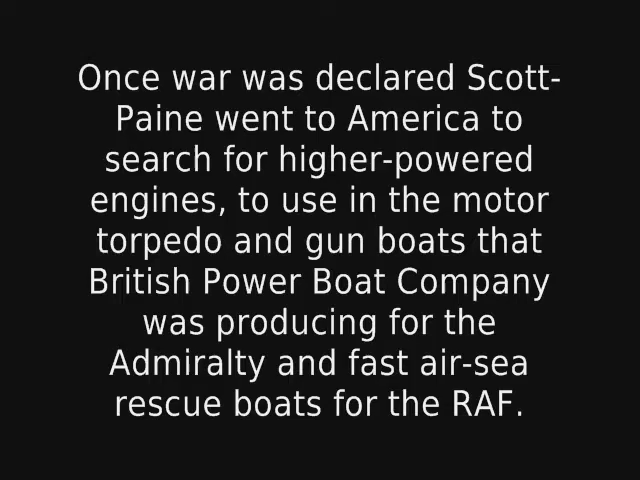 Once war was declared Scott-
Paine went to America to
search for higher-powered
engines, to use in the motor
torpedo and gun boats that
British Power Boat Company
was producing for the
Admiralty and fast air-sea
rescue boats for the RAF.